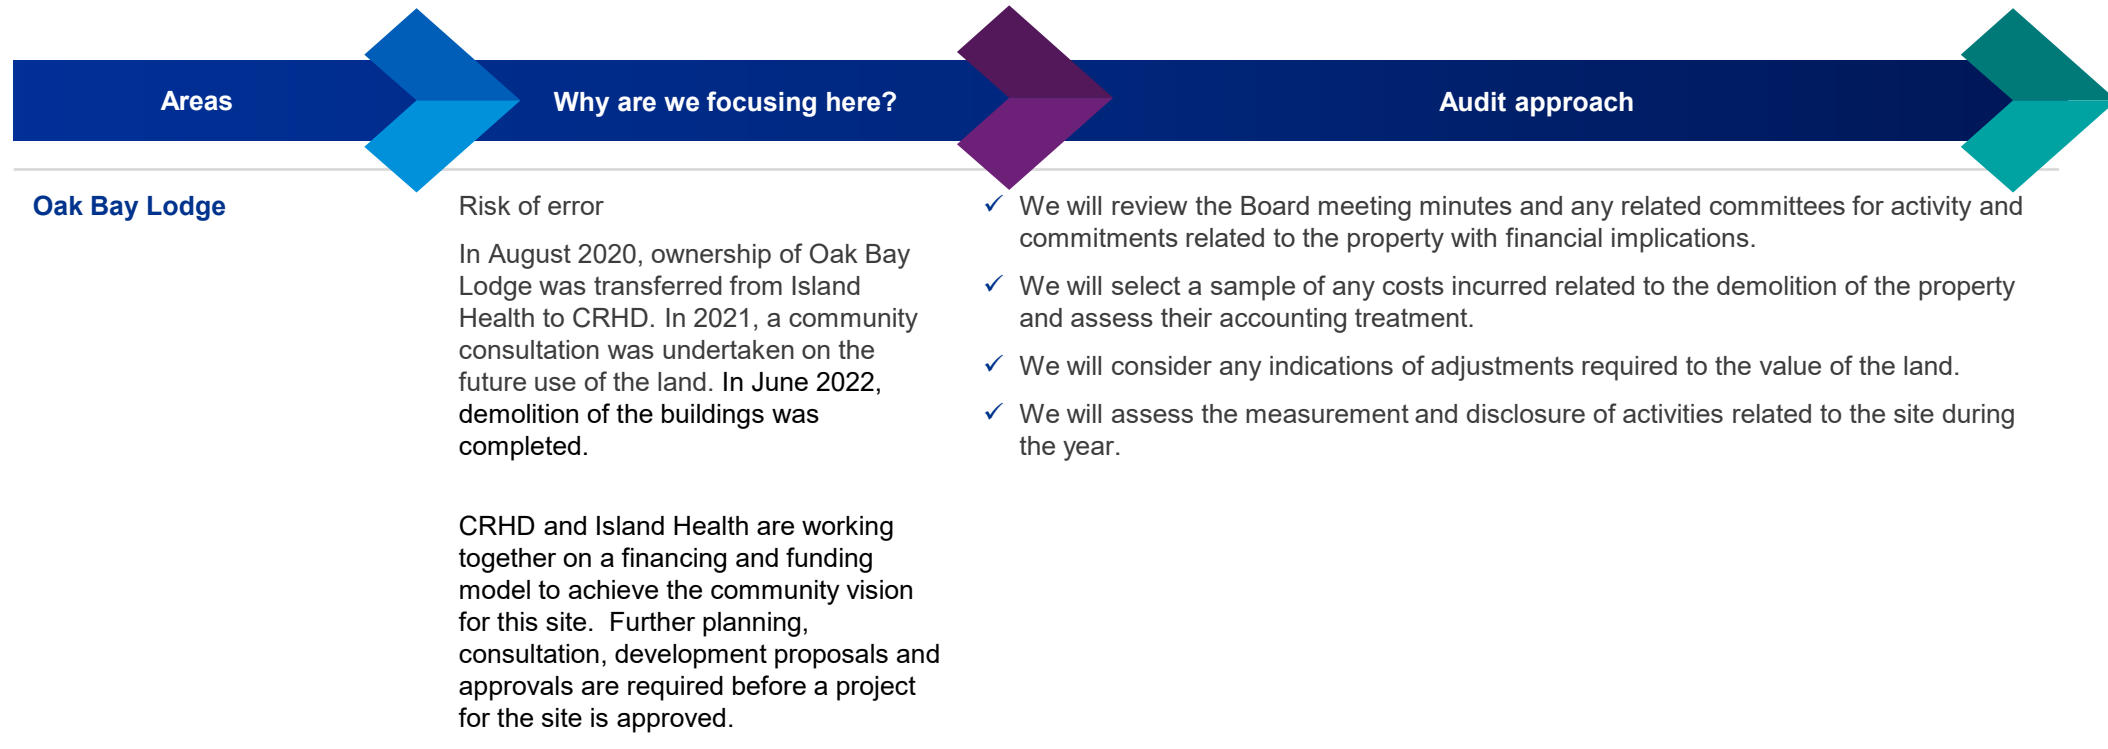 Areas
Why are we focusing here?
Audit approach
Oak Bay Lodge
Risk of error
In August 2020, ownership of Oak Bay
Lodge was transferred from Island
Health to CRHD. In 2021, a community
consultation was undertaken on the
future use of the land. In June 2022,
demolition of the buildings was
completed.
CRHD and Island Health are working
together on a financing and funding
model to achieve the community vision
for this site.  Further planning,
consultation, development proposals and
approvals are required before a project
for the site is approved.
✓ We will review the Board meeting minutes and any related committees for activity and
commitments related to the property with financial implications.
✓ We will select a sample of any costs incurred related to the demolition of the property
and assess their accounting treatment.
✓ We will consider any indications of adjustments required to the value of the land.
✓ We will assess the measurement and disclosure of activities related to the site during
the year.